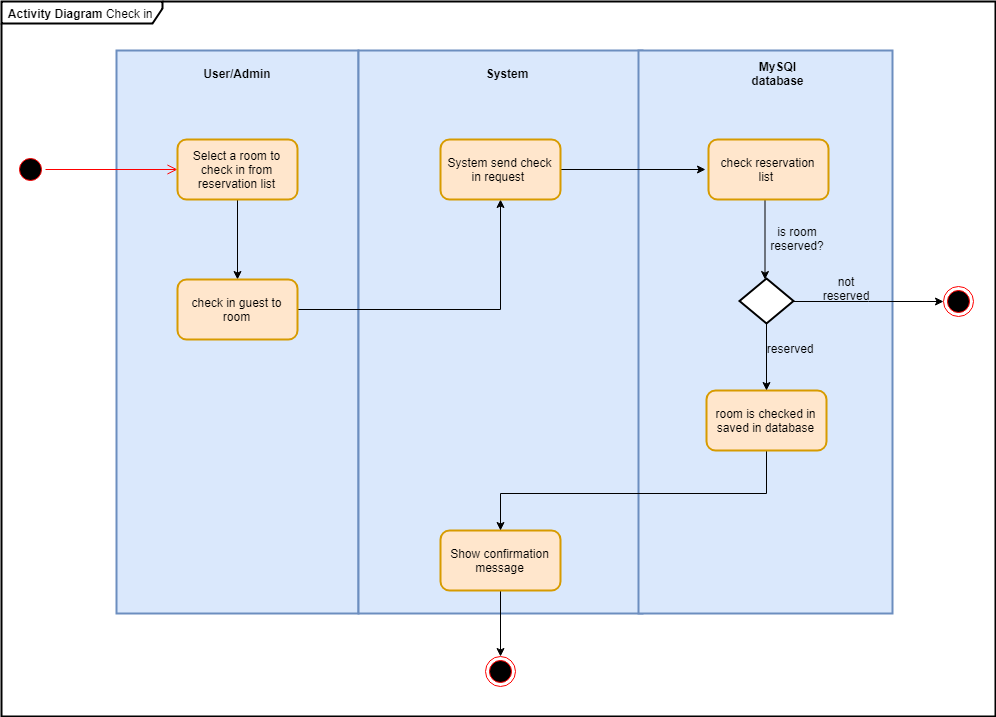 Activity Diagram Check in
User/Admin
System
MySQl
database
Select a room to
check in from
reservation list
System send check
in request
check reservation
list
is room
reserved?
check in guest to
room
not
reserved
reserved
room is checked in
saved in database
Show confirmation
message